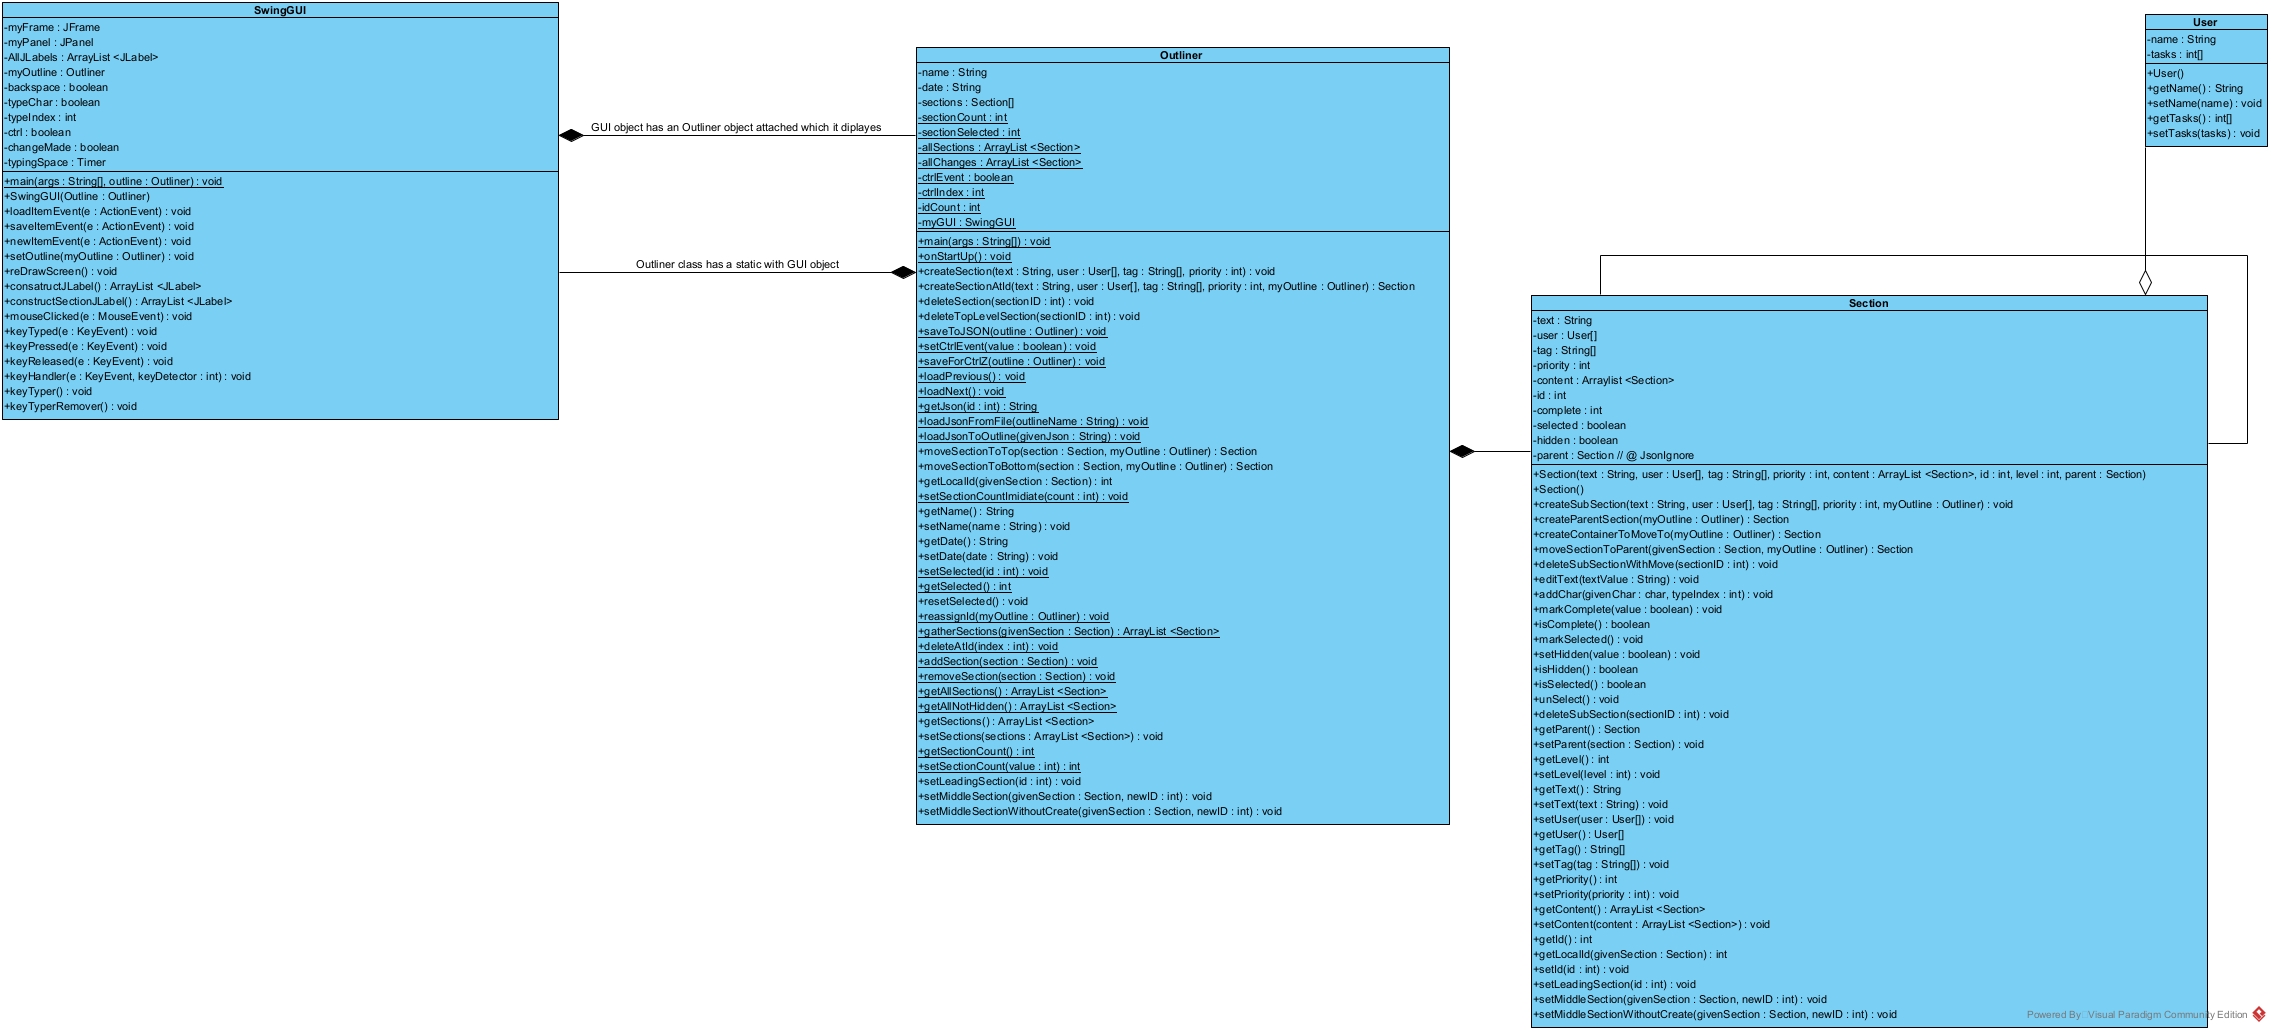 SwingGUI
-myFrame : JFrame
-myPanel : JPanel
-AllJLabels : ArrayList <JLabel>
-myOutline : Outliner
-backspace : boolean
-typeChar : boolean
-typeIndex : int
-ctrl : boolean
-changeMade : boolean
-typingSpace : Timer
+main(args : String[], outline : Outliner) : void
+SwingGUI(Outline : Outliner)
+loadItemEvent(e : ActionEvent) : void
+saveItemEvent(e : ActionEvent) : void
+newItemEvent(e : ActionEvent) : void
+setOutline(myOutline : Outliner) : void
+reDrawScreen() : void
+consatructJLabel() : ArrayList <JLabel>
+constructSectionJLabel() : ArrayList <JLabel>
+mouseClicked(e : MouseEvent) : void
+keyTyped(e : KeyEvent) : void
+keyPressed(e : KeyEvent) : void
+keyReleased(e : KeyEvent) : void
+keyHandler(e : KeyEvent, keyDetector : int) : void
+keyTyper() : void
+keyTyperRemover() : void
GUI object has an Outliner object attached which it diplayes
Outliner class has a static with GUI object
Outliner
-name : String
-date : String
-sections : Section[]
-sectionCount : int
-sectionSelected : int
-allSections : ArrayList <Section>
-allChanges : ArrayList <Section>
-ctrlEvent : boolean
-ctrlIndex : int
-idCount : int
-myGUI : SwingGUI
+main(args : String[]) : void
+onStartUp() : void
+createSection(text : String, user : User[], tag : String[], priority : int) : void
+createSectionAtId(text : String, user : User[], tag : String[], priority : int, myOutline : Outliner) : Section
+deleteSection(sectionID : int) : void
+deleteTopLevelSection(sectionID : int) : void
+saveToJSON(outline : Outliner) : void
+setCtrlEvent(value : boolean) : void
+saveForCtrlZ(outline : Outliner) : void
+loadPrevious() : void
+loadNext() : void
+getJson(id : int) : String
+loadJsonFromFile(outlineName : String) : void
+loadJsonToOutline(givenJson : String) : void
+moveSectionToTop(section : Section, myOutline : Outliner) : Section
+moveSectionToBottom(section : Section, myOutline : Outliner) : Section
+getLocalId(givenSection : Section) : int
+setSectionCountImidiate(count : int) : void
+getName() : String
+setName(name : String) : void
+getDate() : String
+setDate(date : String) : void
+setSelected(id : int) : void
+getSelected() : int
+resetSelected() : void
+reassignId(myOutline : Outliner) : void
+gatherSections(givenSection : Section) : ArrayList <Section>
+deleteAtId(index : int) : void
+addSection(section : Section) : void
+removeSection(section : Section) : void
+getAllSections() : ArrayList <Section>
+getAllNotHidden() : ArrayList <Section>
+getSections() : ArrayList <Section>
+setSections(sections : ArrayList <Section>) : void
+getSectionCount() : int
+setSectionCount(value : int) : int
+setLeadingSection(id : int) : void
+setMiddleSection(givenSection : Section, newID : int) : void
+setMiddleSectionWithoutCreate(givenSection : Section, newID : int) : void
User
-name : String
-tasks : int[]
+User()
+getName() : String
+setName(name) : void
+getTasks() : int[]
+setTasks(tasks) : void
Section
-text : String
-user : User[]
-tag : String[]
-priority : int
-content : Arraylist <Section>
-id : int
-complete : int
-selected : boolean
-hidden : boolean
-parent : Section // @ JsonIgnore
+Section(text : String, user : User[], tag : String[], priority : int, content : ArrayList <Section>, id : int, level : int, parent : Section)
+Section()
+createSubSection(text : String, user : User[], tag : String[], priority : int, myOutline : Outliner) : void
+createParentSection(myOutline : Outliner) : Section
+createContainerToMoveTo(myOutline : Outliner) : Section
+moveSectionToParent(givenSection : Section, myOutline : Outliner) : Section
+deleteSubSectionWithMove(sectionID : int) : void
+editText(textValue : String) : void
+addChar(givenChar : char, typeIndex : int) : void
+markComplete(value : boolean) : void
+isComplete() : boolean
+markSelected() : void
+setHidden(value : boolean) : void
+isHidden() : boolean
+isSelected() : boolean
+unSelect() : void
+deleteSubSection(sectionID : int) : void
+getParent() : Section
+setParent(section : Section) : void
+getLevel() : int
+setLevel(level : int) : void
+getText() : String
+setText(text : String) : void
+setUser(user : User[]) : void
+getUser() : User[]
+getTag() : String[]
+setTag(tag : String[]) : void
+getPriority() : int
+setPriority(priority : int) : void
+getContent() : ArrayList <Section>
+setContent(content : ArrayList <Section>) : void
+getId() : int
+getLocalId(givenSection : Section) : int
+setId(id : int) : void
+setLeadingSection(id : int) : void
+setMiddleSection(givenSection : Section, newID : int) : void
+setMiddleSectionWithoutCreate(givenSection : Section, newID : int) : void
Powered By Visual Paradigm Community Edition